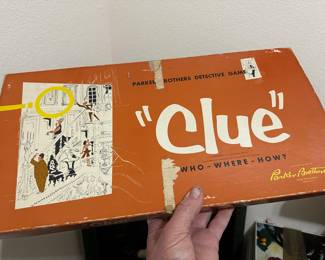 PARKER BROTHERS DETECTIVE GAME
"Clue"
WHO - WHERE - HOW?
Parker Brothers